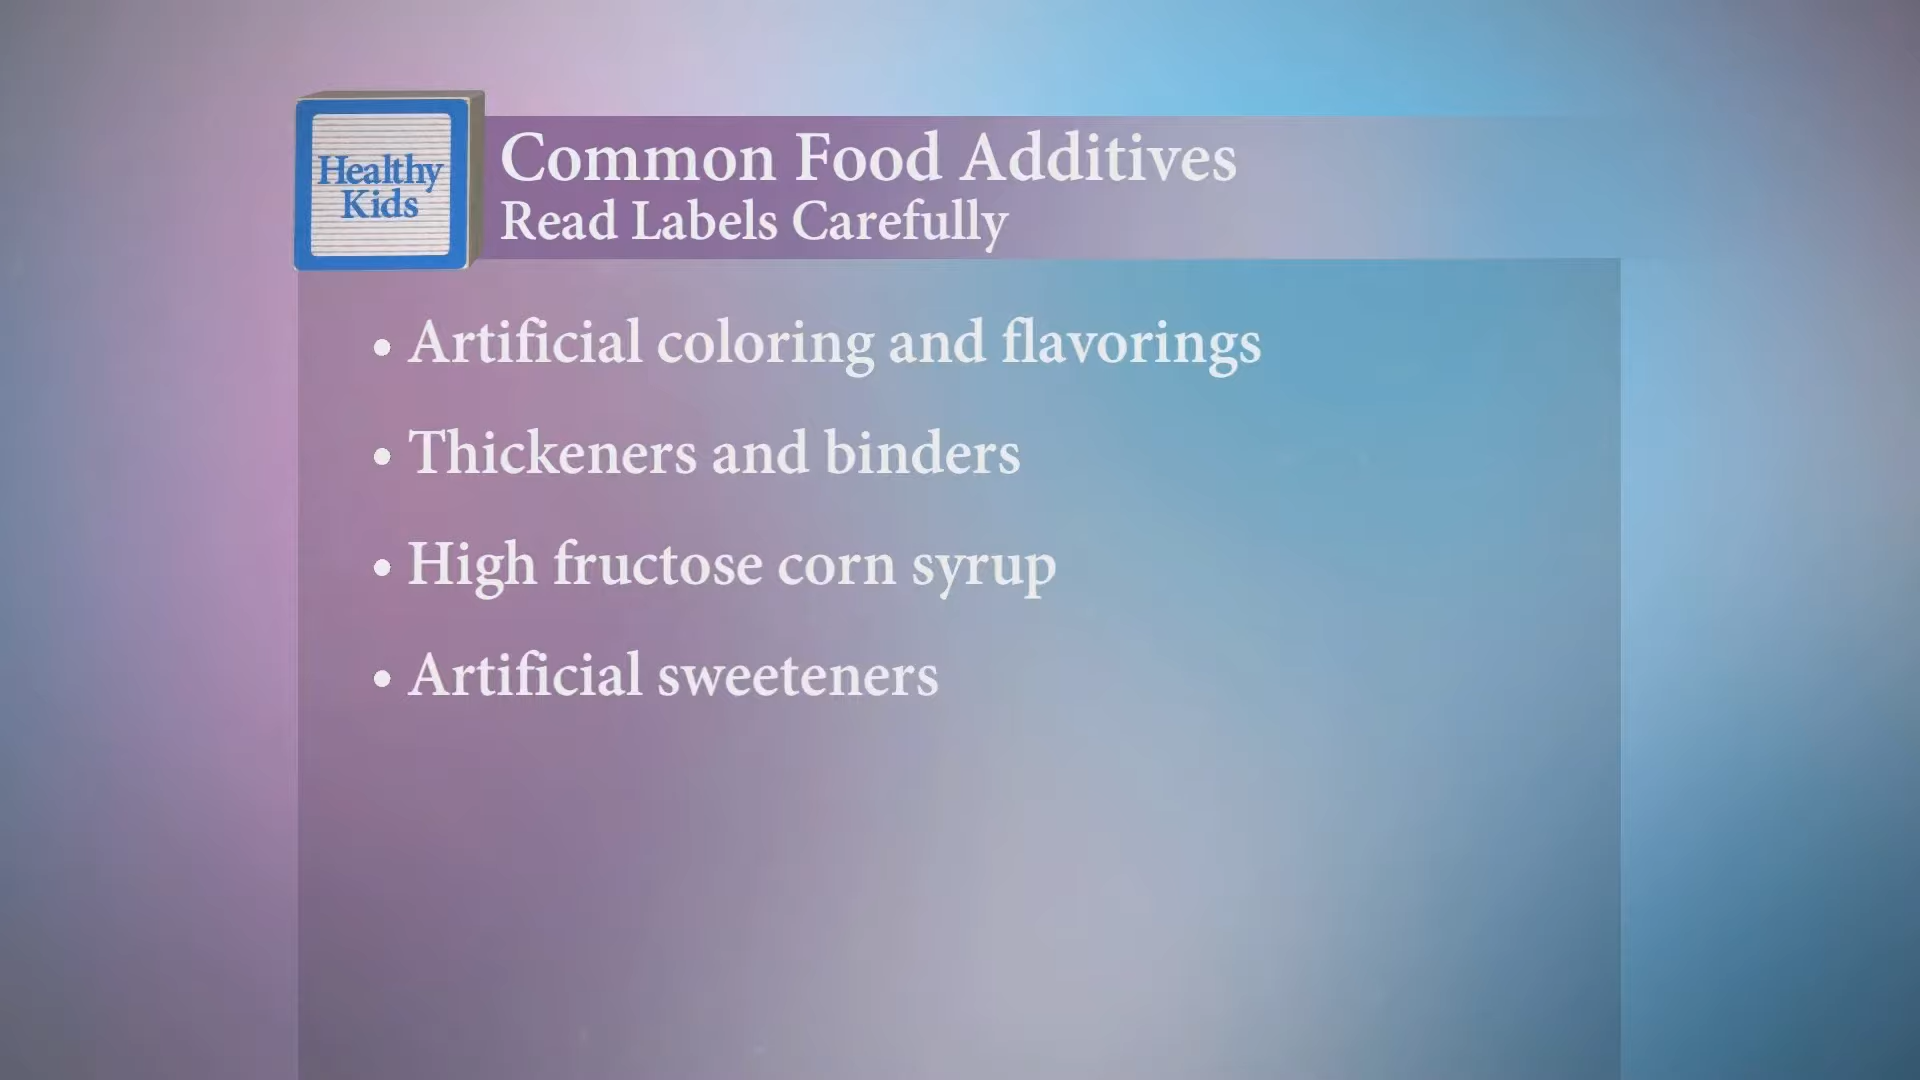 Healthy
Kids
Common Food Additives
Read Labels Carefully
• Artificial coloring and flavorings
• Thickeners and binders
• High fructose corn syrup
• Artificial sweeteners